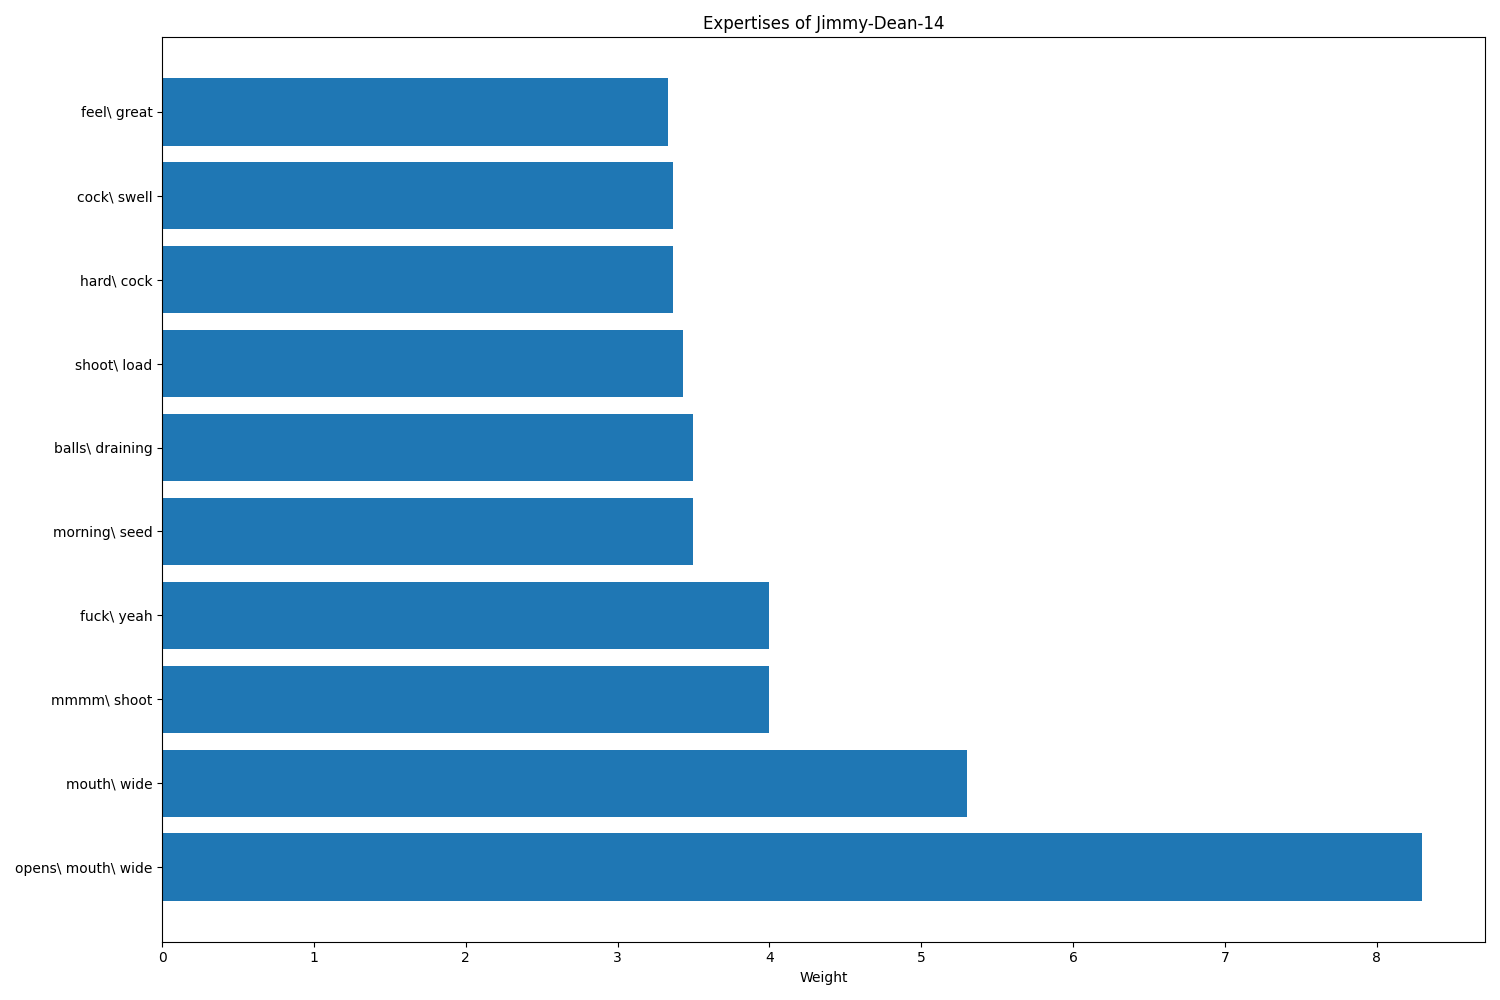 Expertises of Jimmy-Dean-14
feel\ great
cock\ swell
hard\ cock
shoot\ load
balls\ draining
morning\ seed
fuck\ yeah
mmmm\ shoot
mouth\ wide
opens\ mouth\ wide
0 1 2 3 4 5 6 7 8
Weight